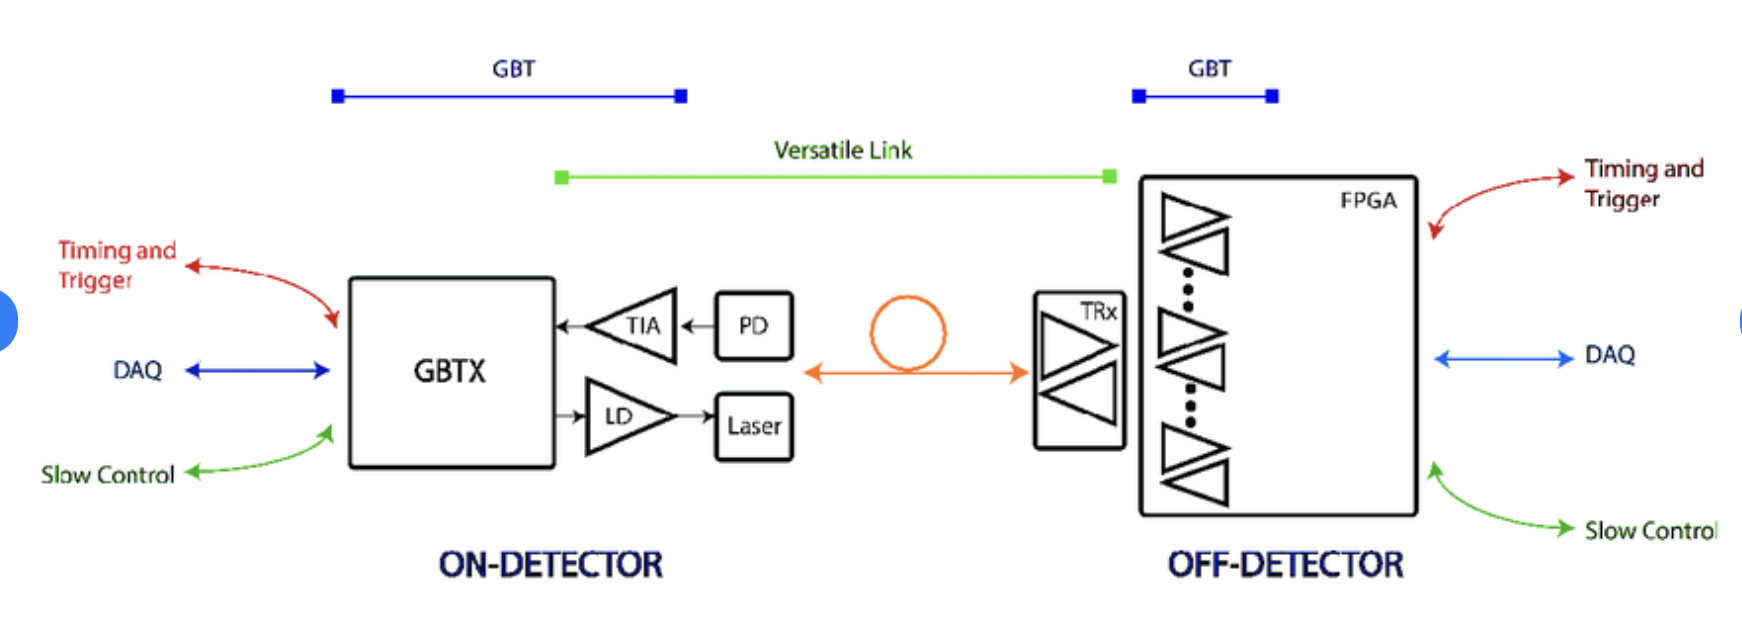 GBT
GBT
Versatile Link
Timing and
Trigger
FPGA
Timing and
Trigger
TIA
PD
TRx
DAQ
GBTX
DAQ
LD
Laser
Slow Control
Slow Control
ON-DETECTOR
OFF-DETECTOR